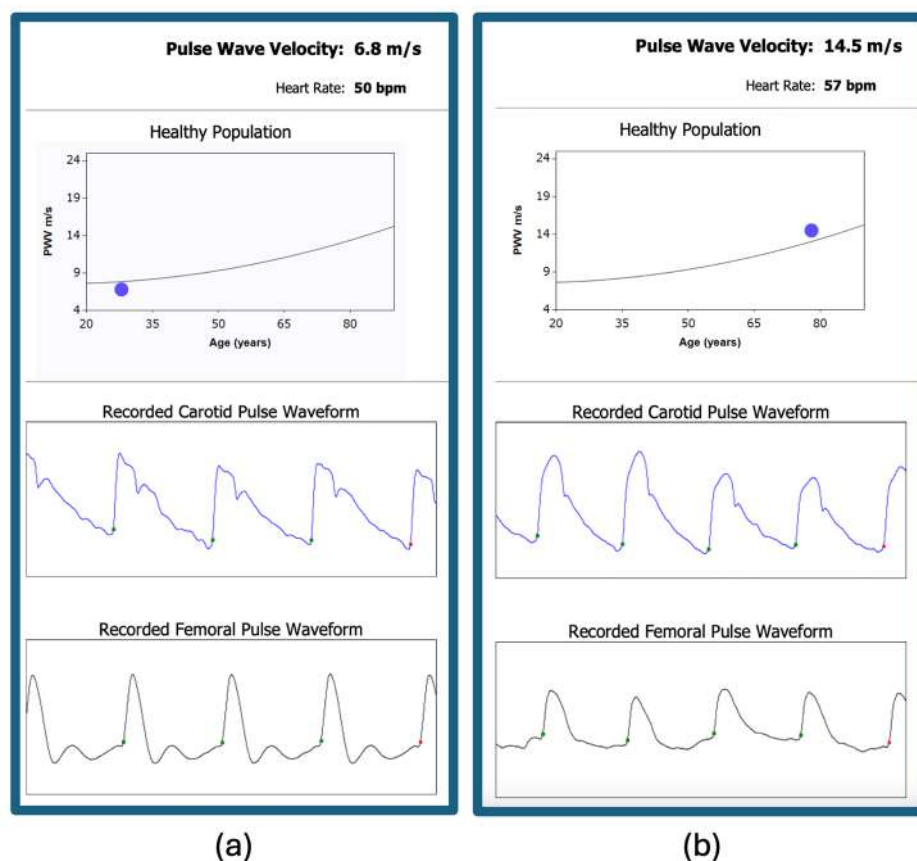 Pulse Wave Velocity: 6.8 m/s
Heart Rate: 50 bpm
Healthy Population
24
19
14
9
4
PWV m/s
20 35 50 65 80
Age (years)
Recorded Carotid Pulse Waveform
Recorded Femoral Pulse Waveform
(a)
Pulse Wave Velocity: 14.5 m/s
Heart Rate: 57 bpm
Healthy Population
24
19
14
9
4
PWV m/s
20 35 50 65 80
Age (years)
Recorded Carotid Pulse Waveform
Recorded Femoral Pulse Waveform
(b)